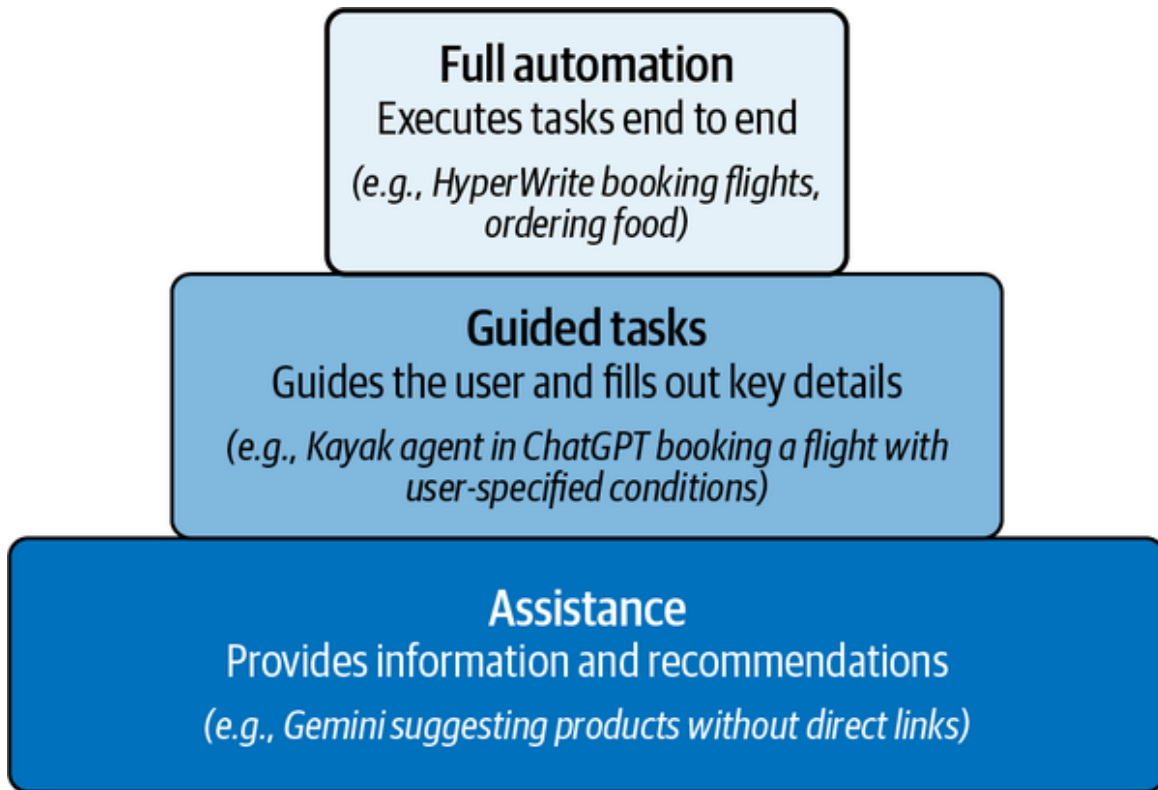 Full automation
Executes tasks end to end
(e.g., HyperWrite booking flights,
ordering food)
Guided tasks
Guides the user and fills out key details
(e.g., Kayak agent in ChatGPT booking a flight with
user-specified conditions)
Assistance
Provides information and recommendations
(e.g., Gemini suggesting products without direct links)